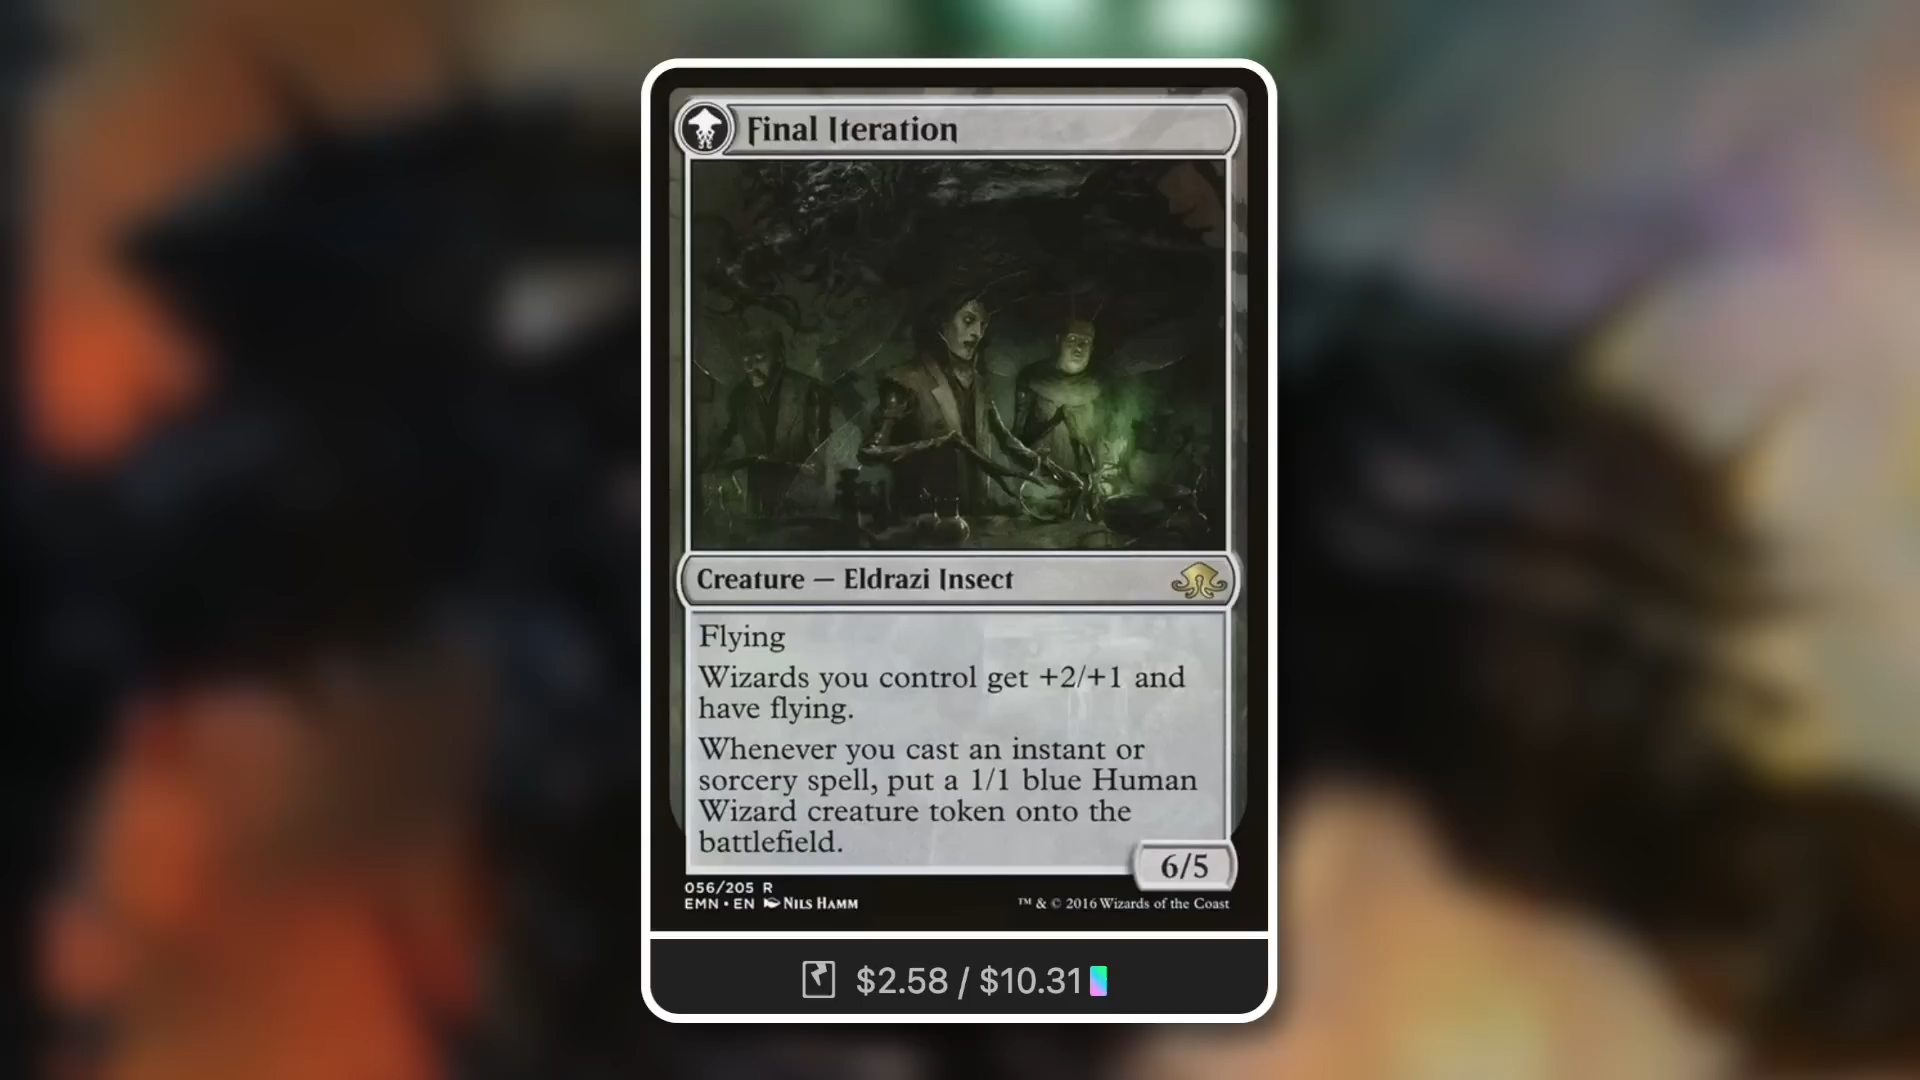 Final Iteration
Creature — Eldrazi Insect
Flying
Wizards you control get +2/+1 and
have flying.
Whenever you cast an instant or
sorcery spell, put a 1/1 blue Human
Wizard creature token onto the
battlefield.
6/5
056/205 R
EMN • EN NILS HAMM
™ & © 2016 Wizards of the Coast
$2.58 / $10.31